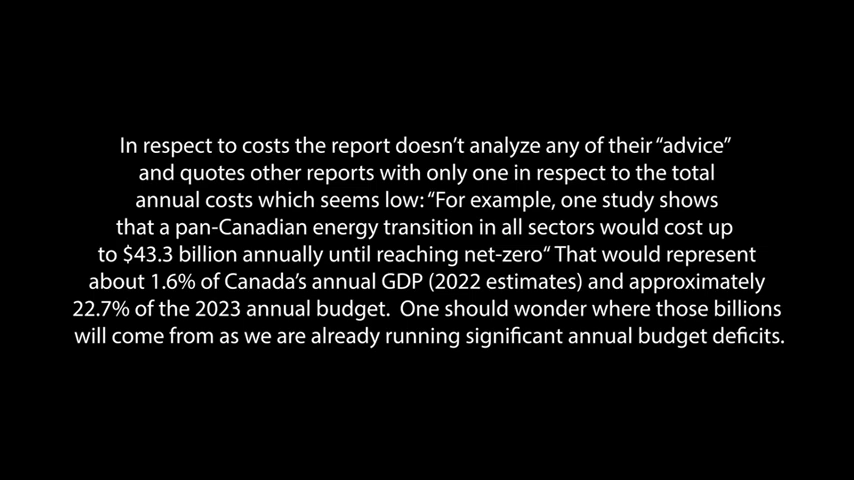 In respect to costs the report doesn’t analyze any of their “advice”
and quotes other reports with only one in respect to the total
annual costs which seems low: “For example, one study shows
that a pan-Canadian energy transition in all sectors would cost up
to $43.3 billion annually until reaching net-zero“ That would represent
about 1.6% of Canada’s annual GDP (2022 estimates) and approximately
22.7% of the 2023 annual budget.  One should wonder where those billions
will come from as we are already running significant annual budget deficits.